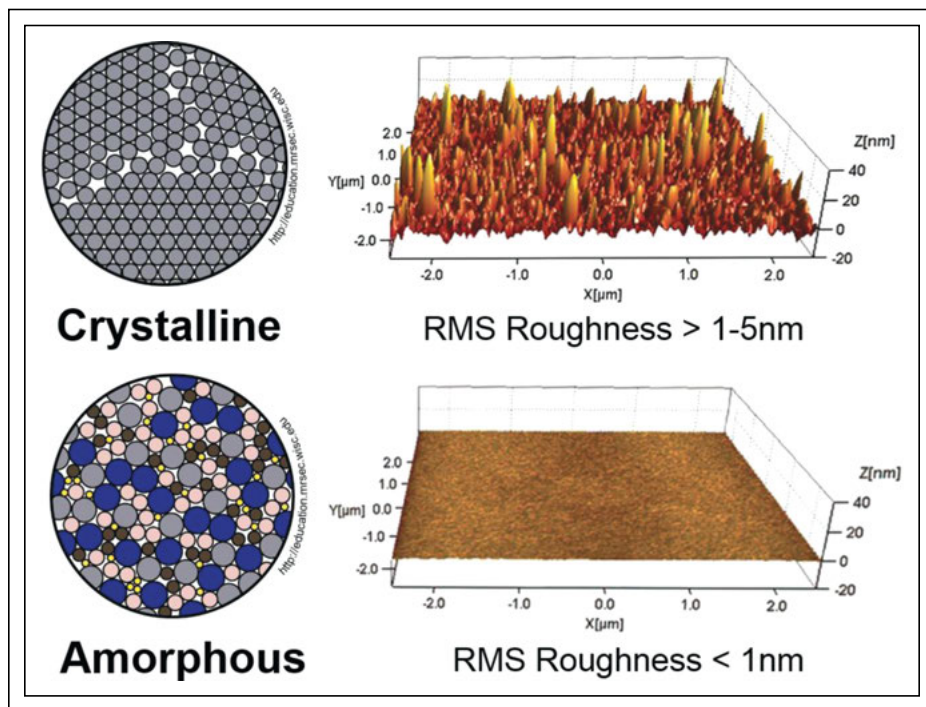 http://education.mrsec.wisc.edu
Crystalline
2.0
1.0
Y[µm] 0.0
-1.0
-2.0
Z[nm]
40
20
0
-20
-2.0 -1.0 0.0 1.0 2.0
X[µm]
RMS Roughness > 1-5nm
http://education.mrsec.wisc.edu
Amorphous
2.0
1.0
Y[µm] 0.0
-1.0
-2.0
Z[nm]
40
20
0
-20
-2.0 -1.0 0.0 1.0 2.0
X[µm]
RMS Roughness < 1nm